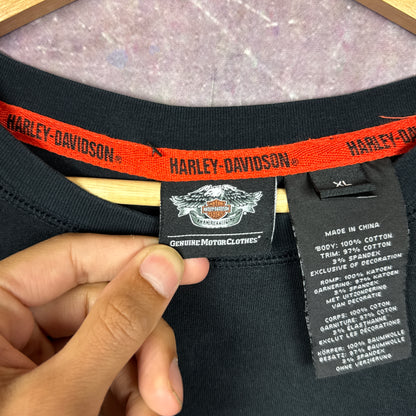 HARLEY-DAVIDSON®
HARLEY-DAVIDSON®
HARLEY-DAVIDSON
HARLEY-DAVIDSON
GENUINE MOTORCLOTHES®
XL
MADE IN CHINA
BODY: 100% COTTON
TRIM: 97% COTTON
3% SPANDEX
EXCLUSIVE OF DECORATION
ROMP: 100% KATOEN
GARNERING: 97% KATOEN
3% SPANDEX
MET UITZONDERING
VAN DECORATIE
CORPS: 100% COTON
GARNITURE: 97% COTON
3% ÉLASTHANNE
EXCLUT LES DÉCORATIONS
KÖRPER: 100% BAUMWOLLE
BESATZ: 97% BAUMWOLLE
3% SPANDEX
OHNE VERZIERUNG